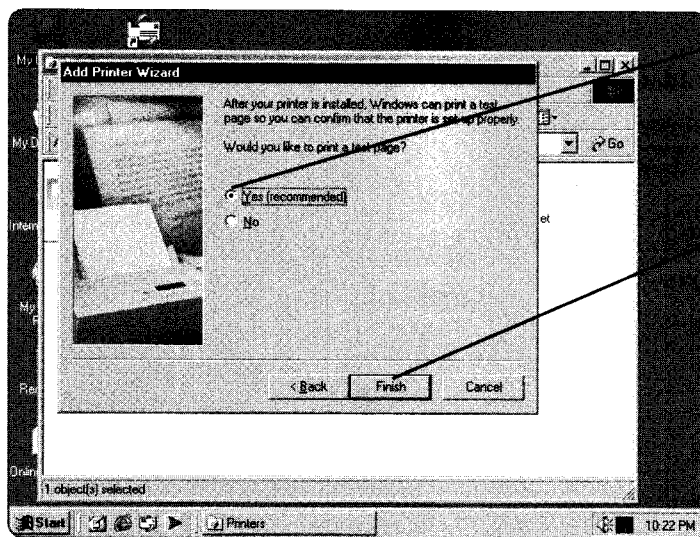 Add Printer Wizard
After your printer is installed, Windows can print a test
page so you can confirm that the printer is set up properly.
Would you like to print a test page?
Yes (recommended)
No
< Back
Finish
Cancel
Go
1 object(s) selected
Start
Printers
10:22 PM